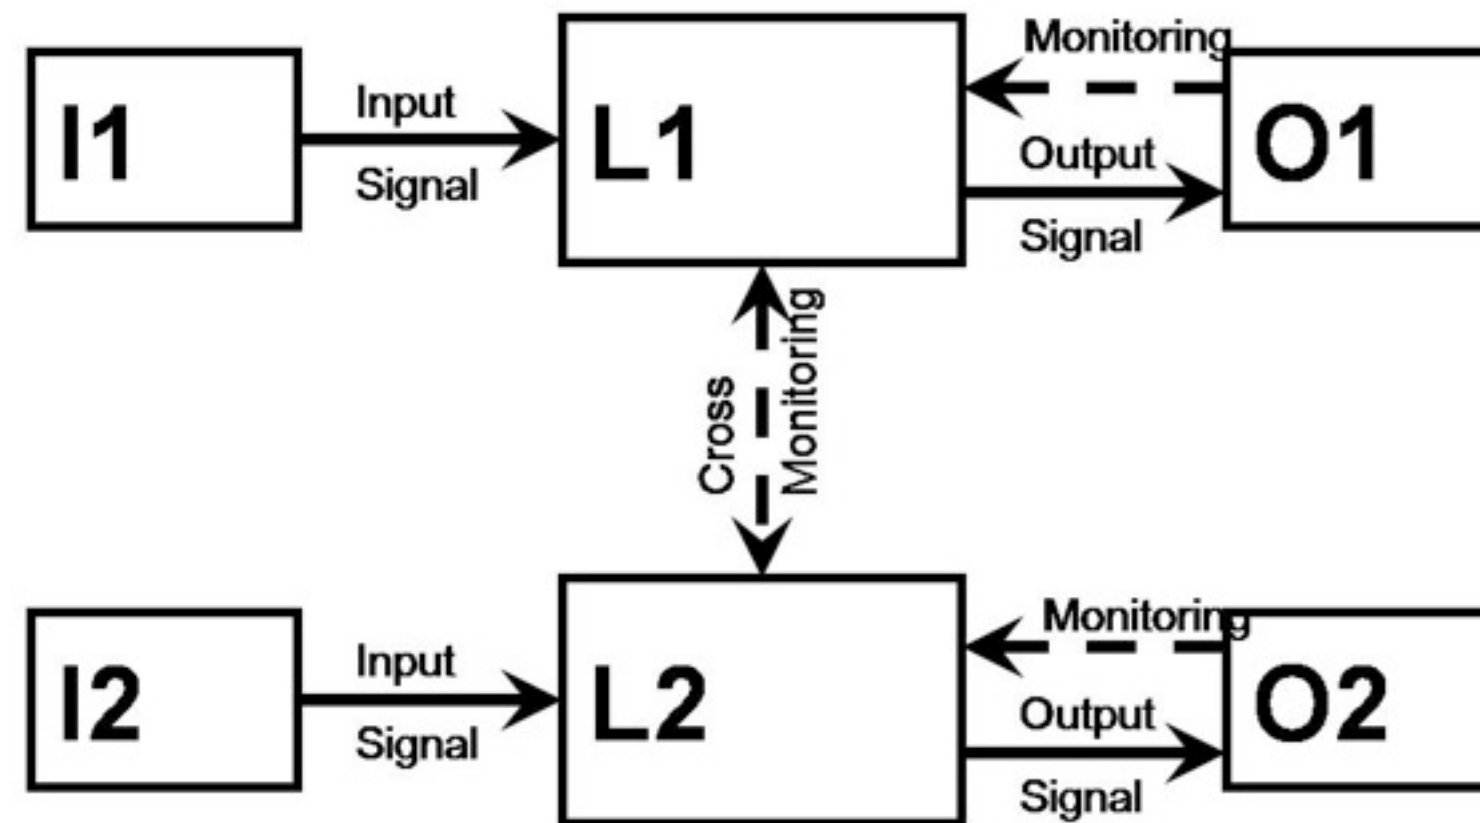 I1
Input
Signal
L1
Monitoring
Output
Signal
O1
Cross
Monitoring
I2
Input
Signal
L2
Monitoring
Output
Signal
O2